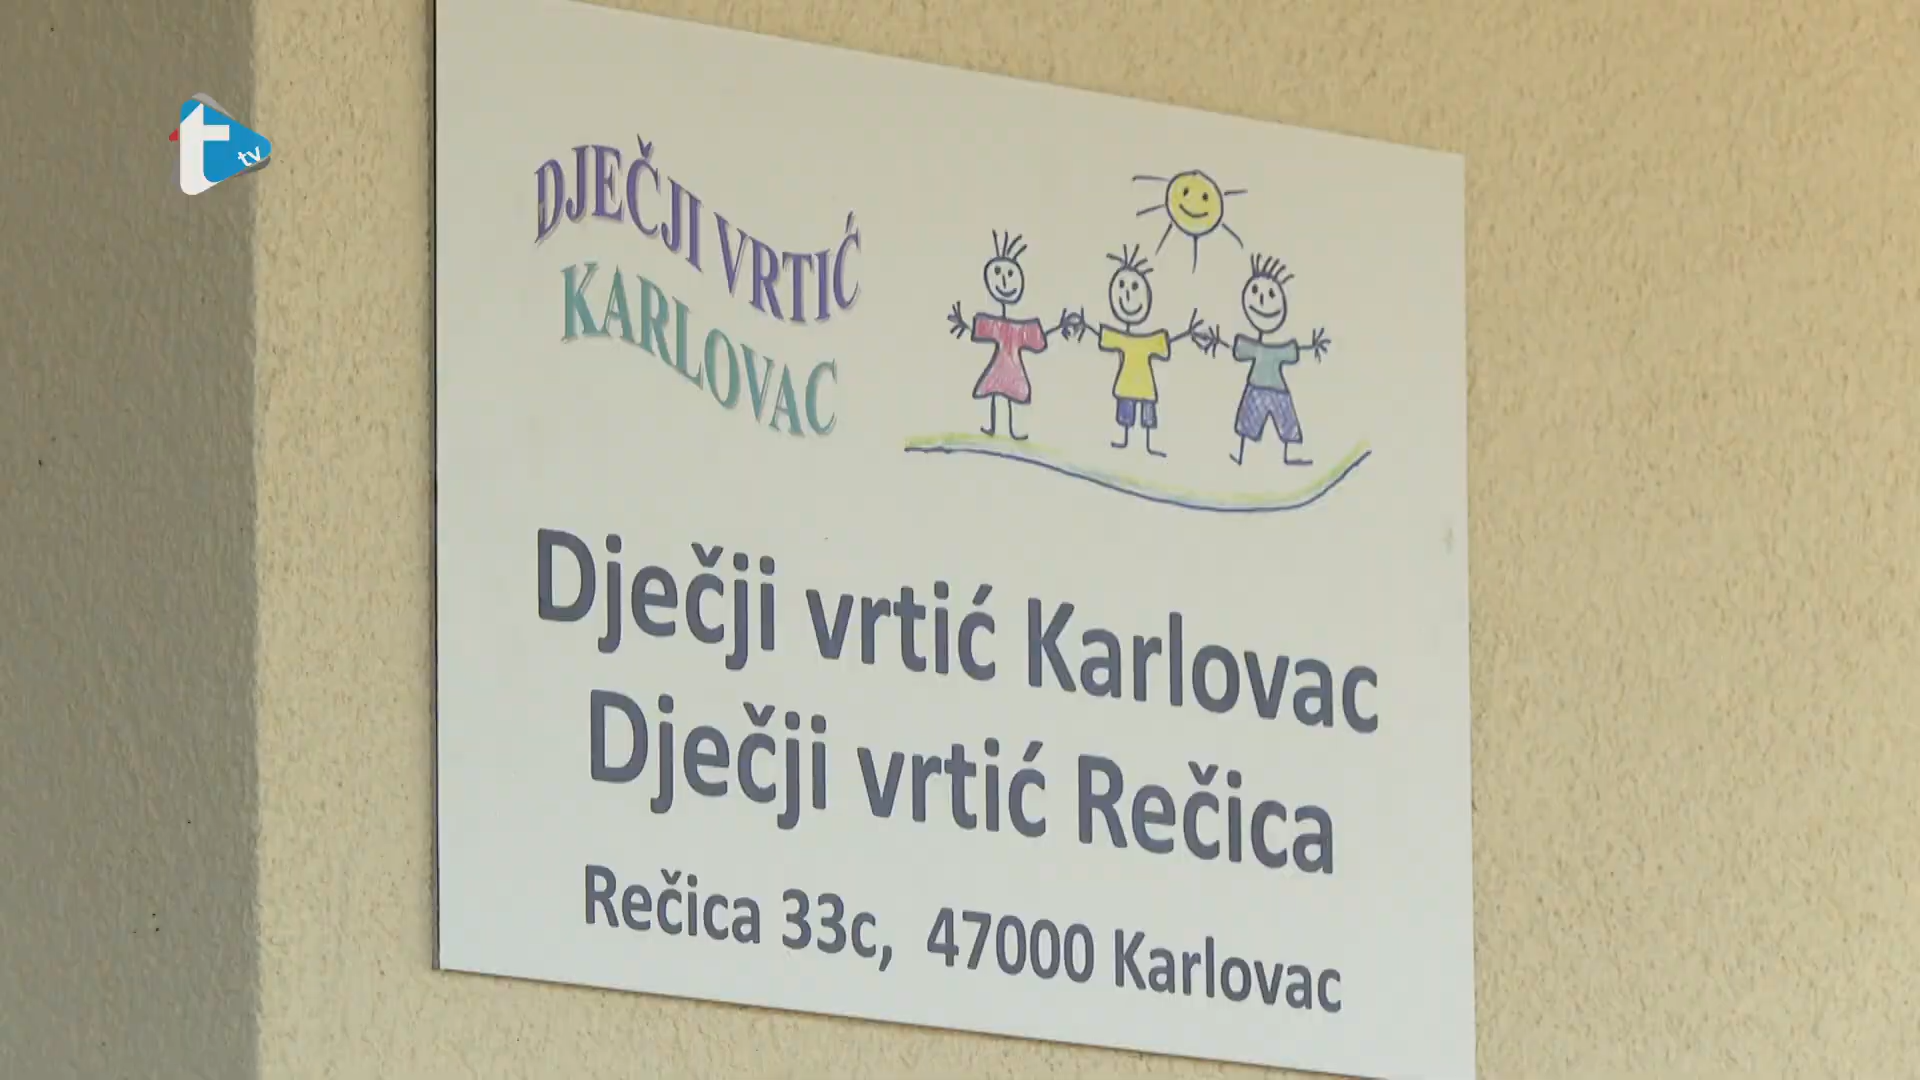 t tv
DJEČJI VRTIĆ
KARLOVAC
Dječji vrtić Karlovac
Dječji vrtić Rečica
Rečica 33c, 47000 Karlovac